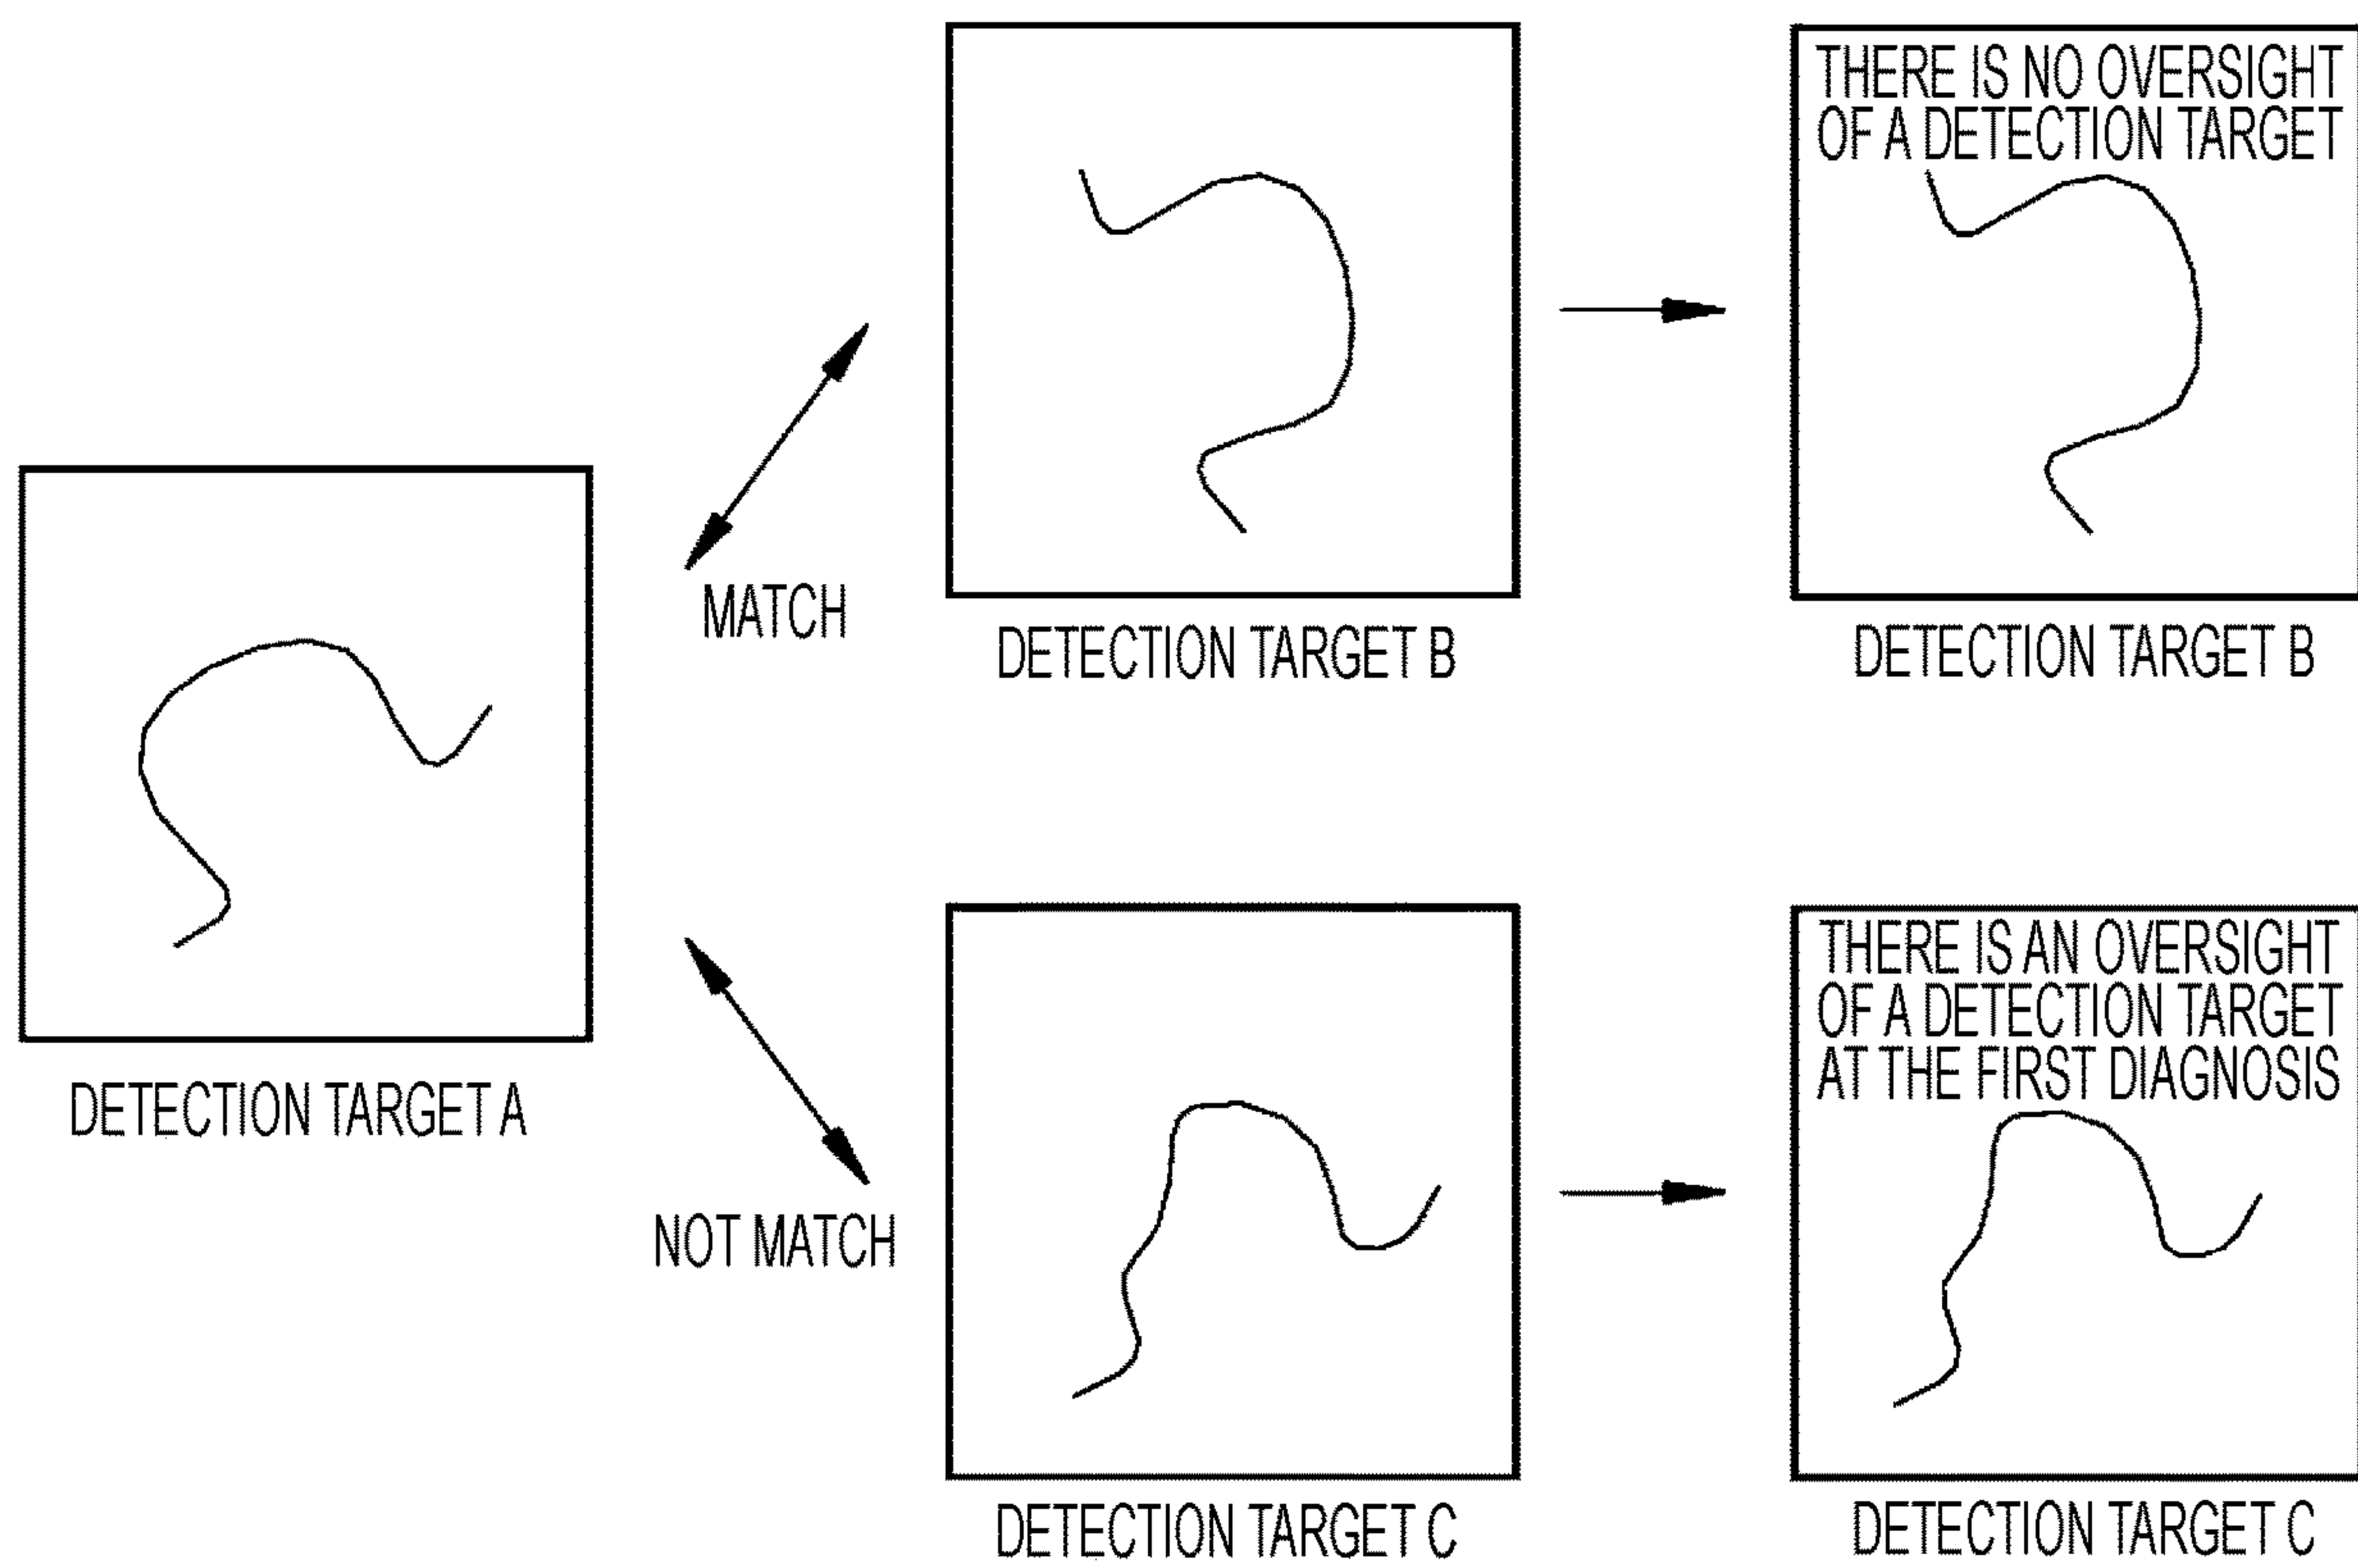 THERE IS NO OVERSIGHT
OF A DETECTION TARGET
MATCH
DETECTION TARGET B
DETECTION TARGET B
DETECTION TARGET A
NOT MATCH
THERE IS AN OVERSIGHT
OF A DETECTION TARGET
AT THE FIRST DIAGNOSIS
DETECTION TARGET C
DETECTION TARGET C